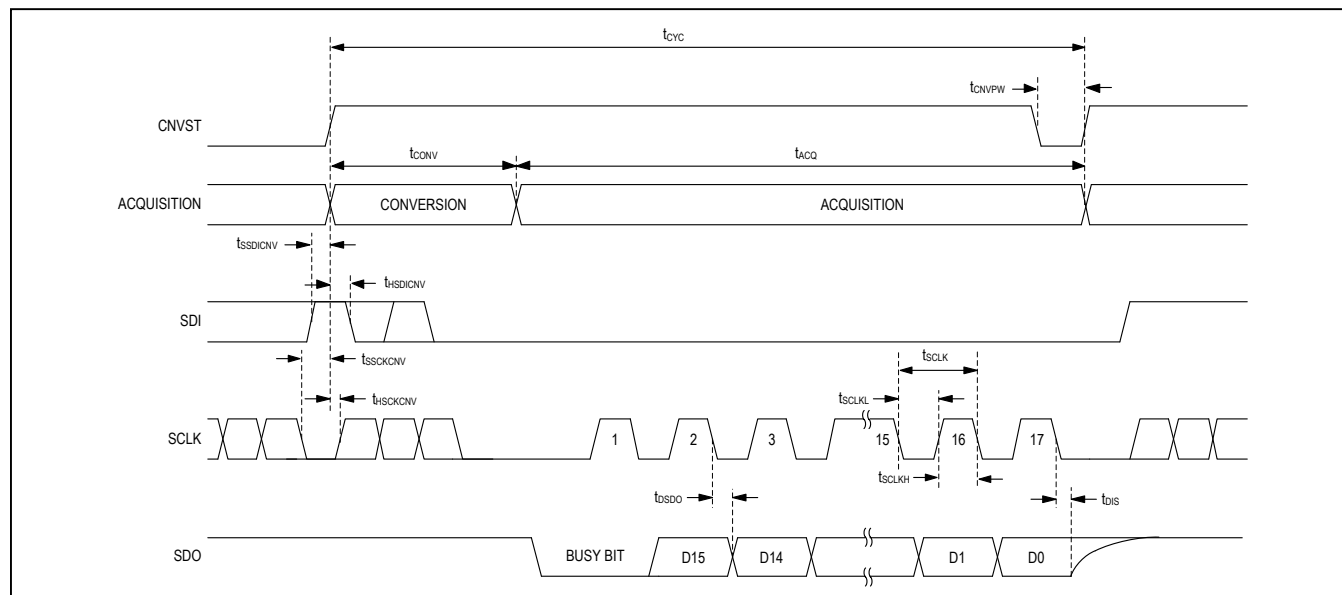 tCYC
tCNVPW
CNVST
tCONV
tACQ
ACQUISITION
CONVERSION
ACQUISITION
tSSDICNV
tHSDICNV
SDI
tSSCKCNV
tSCLK
tHSCKCNV
tSCLKL
SCLK
1 2 3 15 16 17
tSCLKH
tDSDO
tDIS
SDO
BUSY BIT
D15 D14 D1 D0